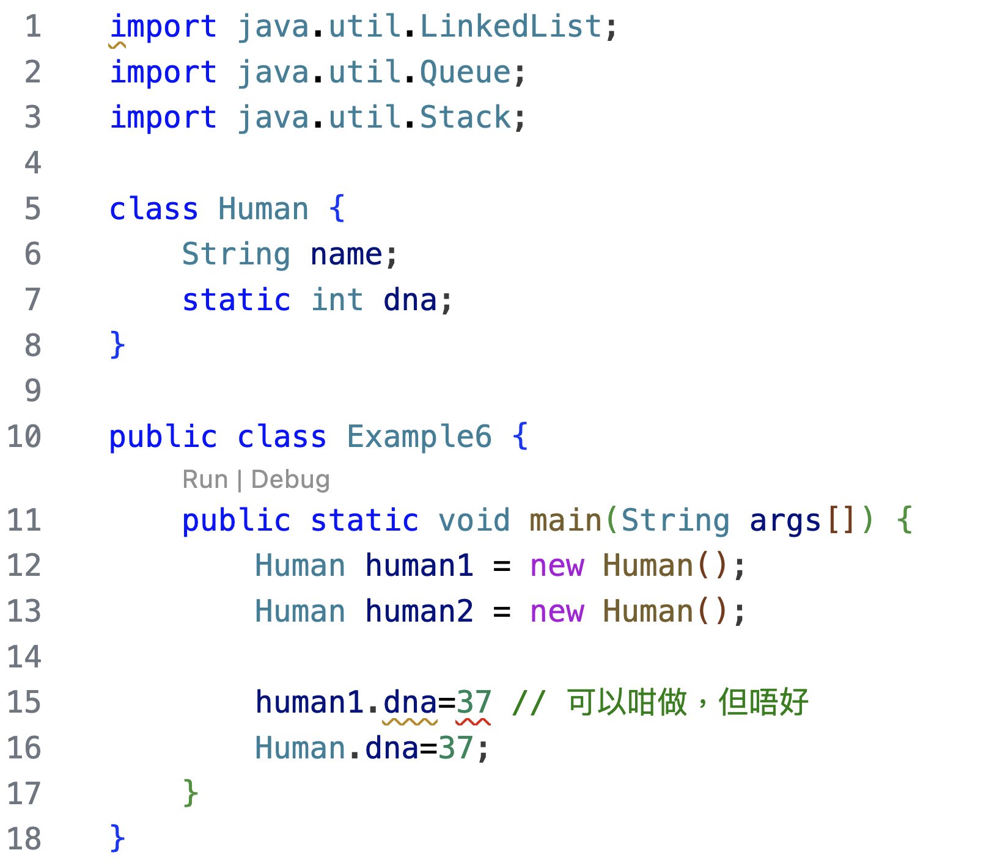 1 import java.util.LinkedList;
2 import java.util.Queue;
3 import java.util.Stack;
4
5 class Human {
6 String name;
7 static int dna;
8 }
9
10 public class Example6 {
Run | Debug
11 public static void main(String args[]) {
12 Human human1 = new Human();
13 Human human2 = new Human();
14
15 human1.dna=37 // 可以咁做，但唔好
16 Human.dna=37;
17 }
18 }